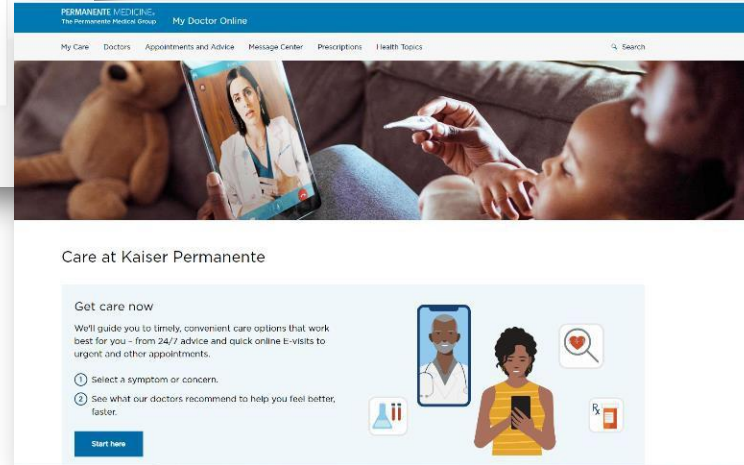 PERMANENTE MEDICINE®
The Permanente Medical Group
My Doctor Online
My Care Doctors Appointments and Advice Message Center Prescriptions Health Topics Search
Care at Kaiser Permanente
Get care now
We'll guide you to timely, convenient care options that work
best for you – from 24/7 advice and quick online E-visits to
urgent and other appointments.
1 Select a symptom or concern.
2 See what our doctors recommend to help you feel better,
faster.
Start here
Rx